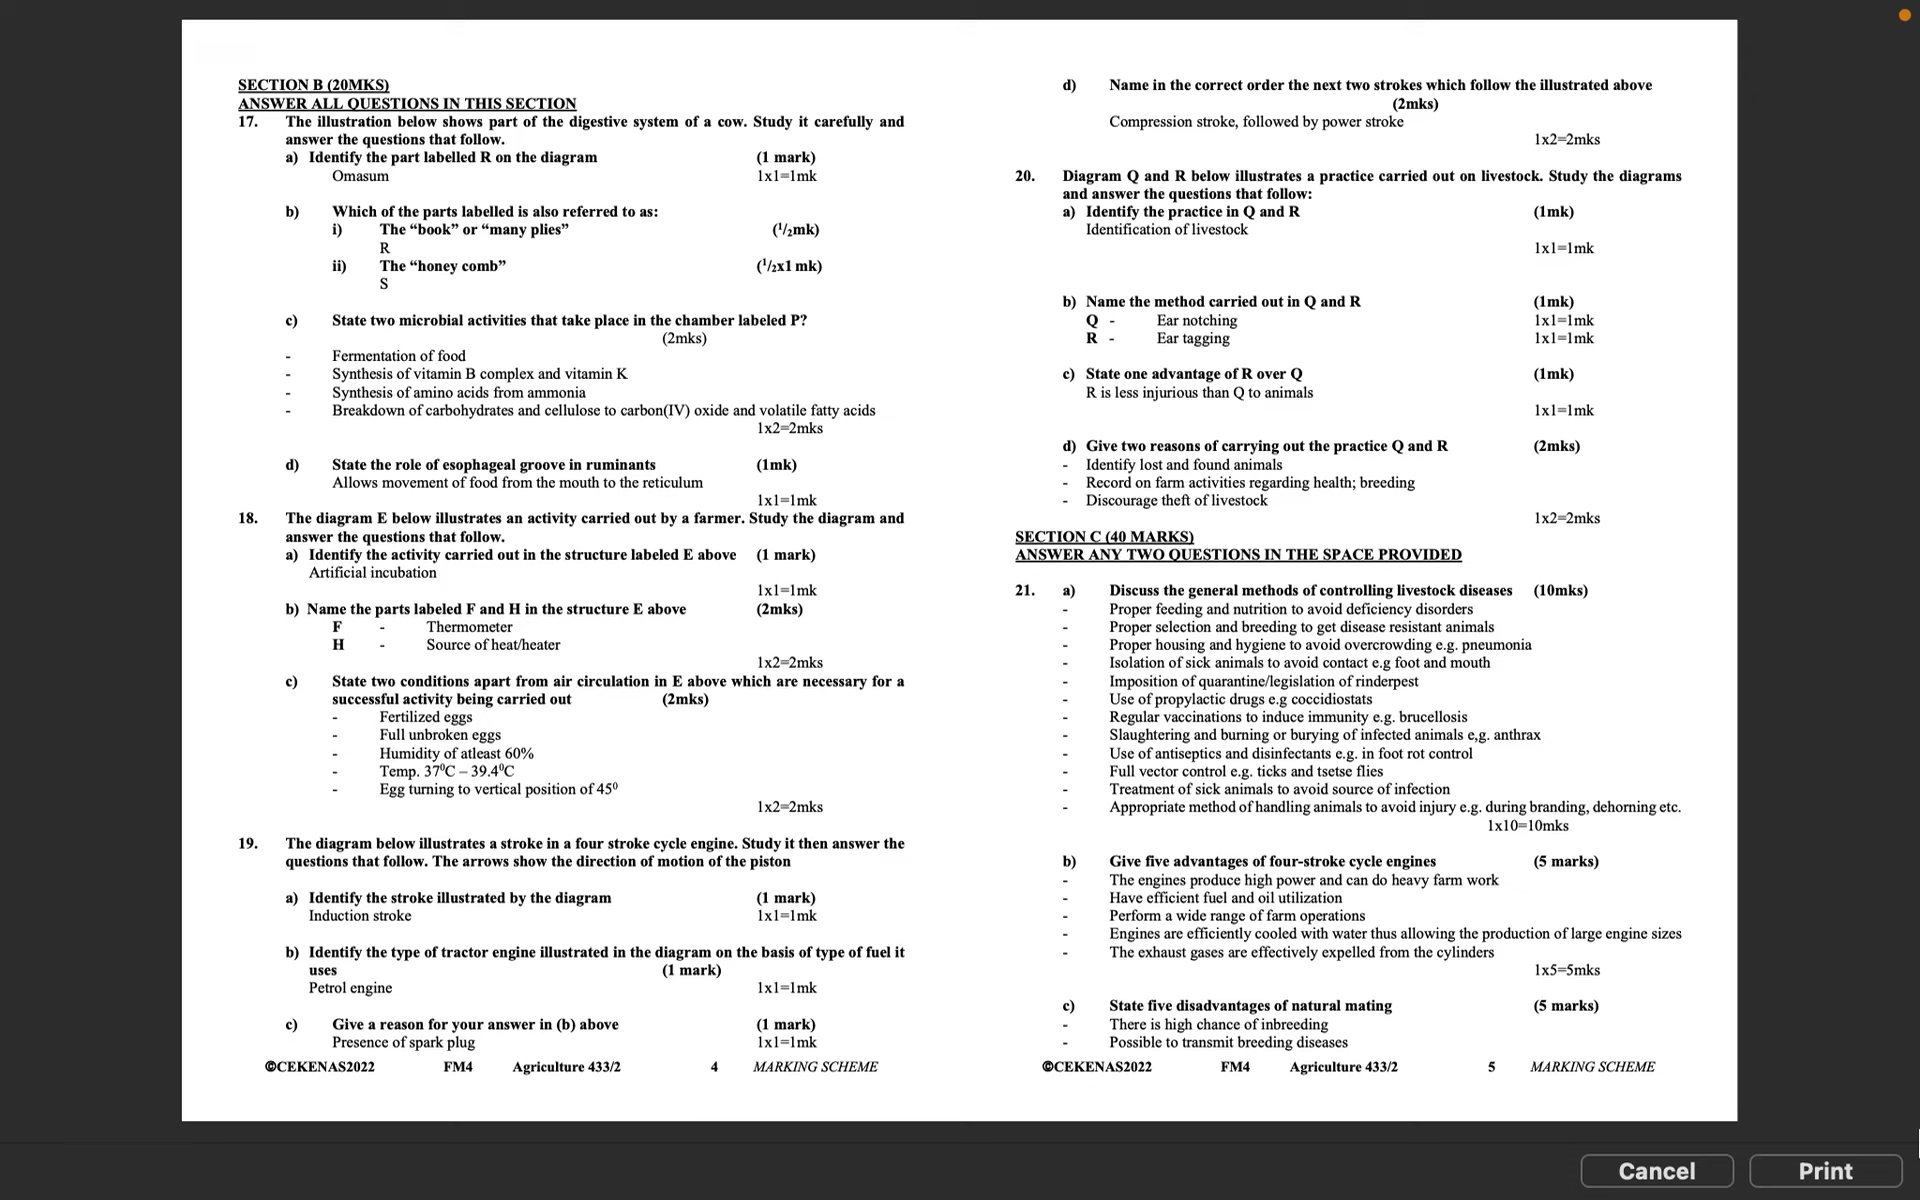 SECTION B (20MKS)
ANSWER ALL QUESTIONS IN THIS SECTION
17. The illustration below shows part of the digestive system of a cow. Study it carefully and
answer the questions that follow.
a) Identify the part labelled R on the diagram (1 mark)
Omasum 1x1=1mk
b) Which of the parts labelled is also referred to as:
i) The “book” or “many plies” (1/2mk)
R
ii) The “honey comb” (1/2x1 mk)
S
c) State two microbial activities that take place in the chamber labeled P?
(2mks)
- Fermentation of food
- Synthesis of vitamin B complex and vitamin K
- Synthesis of amino acids from ammonia
- Breakdown of carbohydrates and cellulose to carbon(IV) oxide and volatile fatty acids
1x2=2mks
d) State the role of esophageal groove in ruminants (1mk)
Allows movement of food from the mouth to the reticulum
1x1=1mk
18. The diagram E below illustrates an activity carried out by a farmer. Study the diagram and
answer the questions that follow.
a) Identify the activity carried out in the structure labeled E above (1 mark)
Artificial incubation
1x1=1mk
b) Name the parts labeled F and H in the structure E above (2mks)
F - Thermometer
H - Source of heat/heater
1x2=2mks
c) State two conditions apart from air circulation in E above which are necessary for a
successful activity being carried out (2mks)
- Fertilized eggs
- Full unbroken eggs
- Humidity of atleast 60%
- Temp. 37⁰C – 39.4⁰C
- Egg turning to vertical position of 45⁰
1x2=2mks
19. The diagram below illustrates a stroke in a four stroke cycle engine. Study it then answer the
questions that follow. The arrows show the direction of motion of the piston
a) Identify the stroke illustrated by the diagram (1 mark)
Induction stroke 1x1=1mk
b) Identify the type of tractor engine illustrated in the diagram on the basis of type of fuel it
uses (1 mark)
Petrol engine 1x1=1mk
c) Give a reason for your answer in (b) above (1 mark)
Presence of spark plug 1x1=1mk
©CEKENAS2022 FM4 Agriculture 433/2 4 MARKING SCHEME
d) Name in the correct order the next two strokes which follow the illustrated above
(2mks)
Compression stroke, followed by power stroke
1x2=2mks
20. Diagram Q and R below illustrates a practice carried out on livestock. Study the diagrams
and answer the questions that follow:
a) Identify the practice in Q and R (1mk)
Identification of livestock
1x1=1mk
b) Name the method carried out in Q and R (1mk)
Q - Ear notching 1x1=1mk
R - Ear tagging 1x1=1mk
c) State one advantage of R over Q (1mk)
R is less injurious than Q to animals
1x1=1mk
d) Give two reasons of carrying out the practice Q and R (2mks)
- Identify lost and found animals
- Record on farm activities regarding health; breeding
- Discourage theft of livestock
1x2=2mks
SECTION C (40 MARKS)
ANSWER ANY TWO QUESTIONS IN THE SPACE PROVIDED
21. a) Discuss the general methods of controlling livestock diseases (10mks)
- Proper feeding and nutrition to avoid deficiency disorders
- Proper selection and breeding to get disease resistant animals
- Proper housing and hygiene to avoid overcrowding e.g. pneumonia
- Isolation of sick animals to avoid contact e.g foot and mouth
- Imposition of quarantine/legislation of rinderpest
- Use of propylactic drugs e.g coccidiostats
- Regular vaccinations to induce immunity e.g. brucellosis
- Slaughtering and burning or burying of infected animals e,g. anthrax
- Use of antiseptics and disinfectants e.g. in foot rot control
- Full vector control e.g. ticks and tsetse flies
- Treatment of sick animals to avoid source of infection
- Appropriate method of handling animals to avoid injury e.g. during branding, dehorning etc.
1x10=10mks
b) Give five advantages of four-stroke cycle engines (5 marks)
- The engines produce high power and can do heavy farm work
- Have efficient fuel and oil utilization
- Perform a wide range of farm operations
- Engines are efficiently cooled with water thus allowing the production of large engine sizes
- The exhaust gases are effectively expelled from the cylinders
1x5=5mks
c) State five disadvantages of natural mating (5 marks)
- There is high chance of inbreeding
- Possible to transmit breeding diseases
©CEKENAS2022 FM4 Agriculture 433/2 5 MARKING SCHEME
Cancel Print